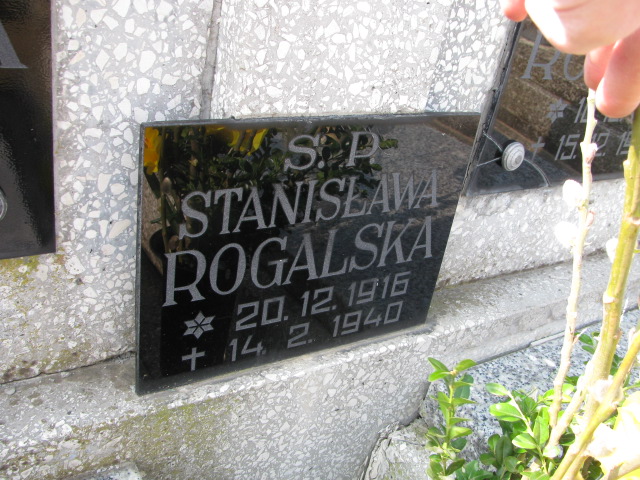 Ś. P.
STANISŁAWA
ROGALSKA
20. 12. 1916
14. 2. 1940